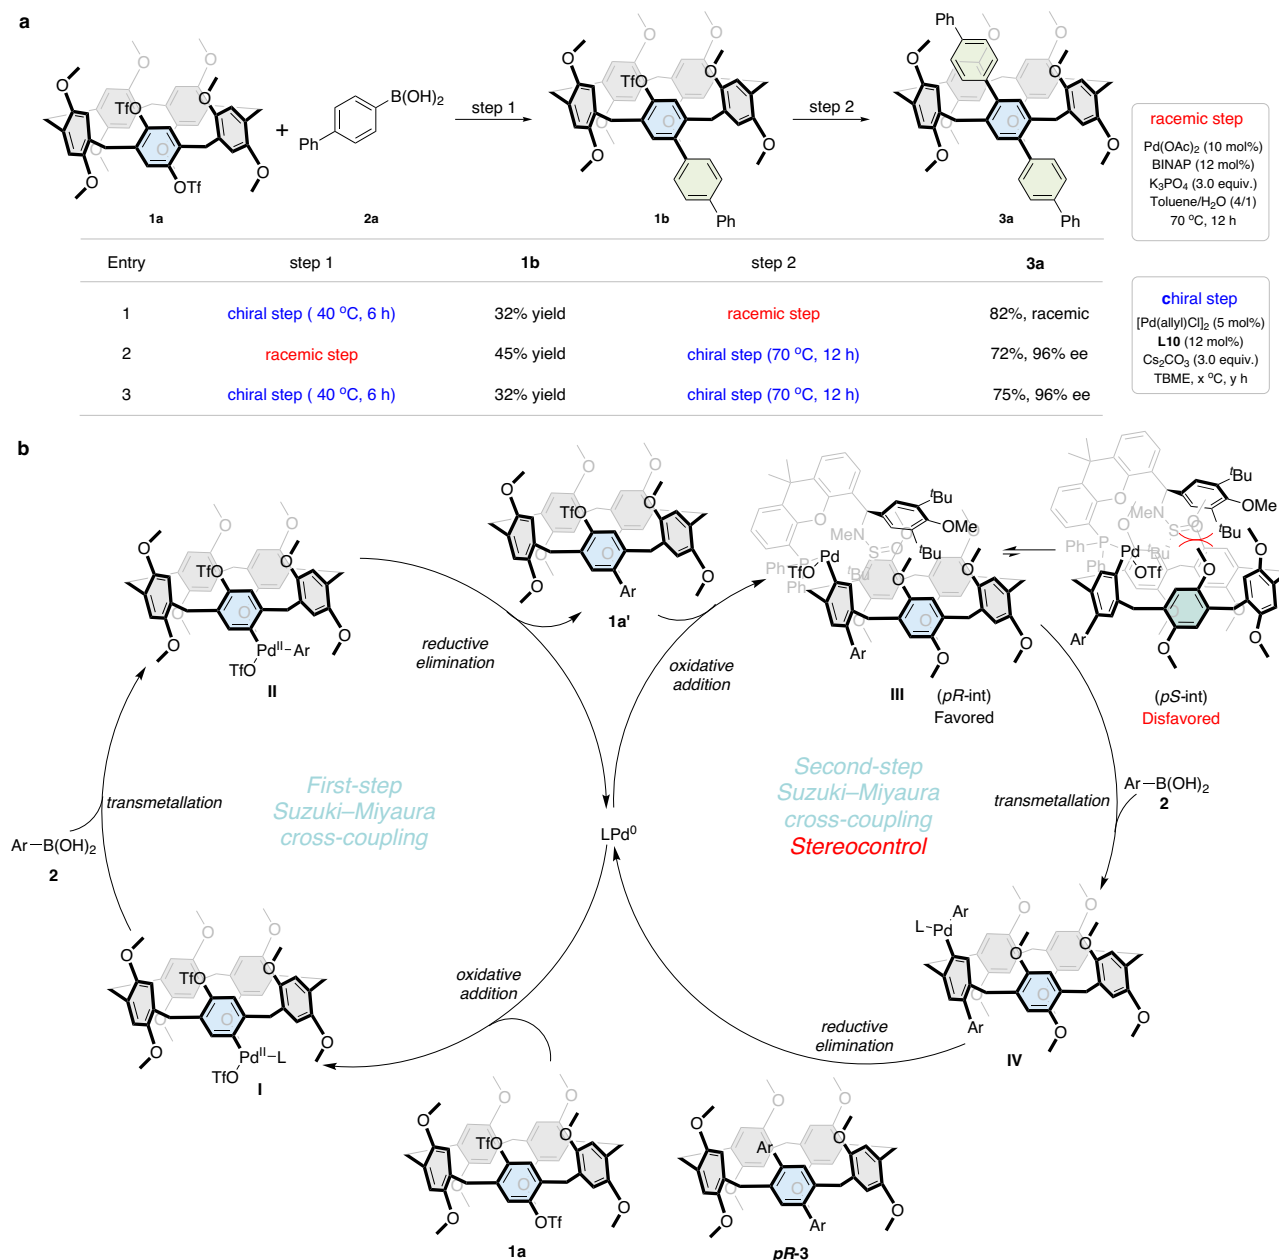 a
OTf
TfO
1a
+
B(OH)2
Ph
2a
step 1
TfO
Ph
1b
step 2
Ph
Ph
3a
racemic step
Pd(OAc)2 (10 mol%)
BINAP (12 mol%)
K3PO4 (3.0 equiv.)
Toluene/H2O (4/1)
70 oC, 12 h
Entry step 1 1b step 2 3a
1 chiral step ( 40 oC, 6 h) 32% yield racemic step 82%, racemic
2 racemic step 45% yield chiral step (70 oC, 12 h) 72%, 96% ee
3 chiral step ( 40 oC, 6 h) 32% yield chiral step (70 oC, 12 h) 75%, 96% ee
chiral step
[Pd(allyl)Cl]2 (5 mol%)
L10 (12 mol%)
Cs2CO3 (3.0 equiv.)
TBME, x oC, y h
b
TfO
PdII–Ar
TfO
II
reductive
elimination
TfO
Ar
1a'
oxidative
addition
tBu
OMe
tBu
MeN
S=O
tBu
Ph–P
Ph
Pd
TfO
Ar
III
(pR-int)
Favored
tBu
OMe
tBu
MeN
S=O
tBu
Ph
P
Ph
Pd
OTf
Ar
(pS-int)
Disfavored
transmetallation
Ar–B(OH)2
2
First-step
Suzuki–Miyaura
cross-coupling
LPd0
Second-step
Suzuki–Miyaura
cross-coupling
Stereocontrol
transmetallation
Ar–B(OH)2
2
TfO
PdII–L
TfO
I
oxidative
addition
reductive
elimination
L–Pd
Ar
Ar
IV
TfO
OTf
1a
Ar
Ar
pR-3